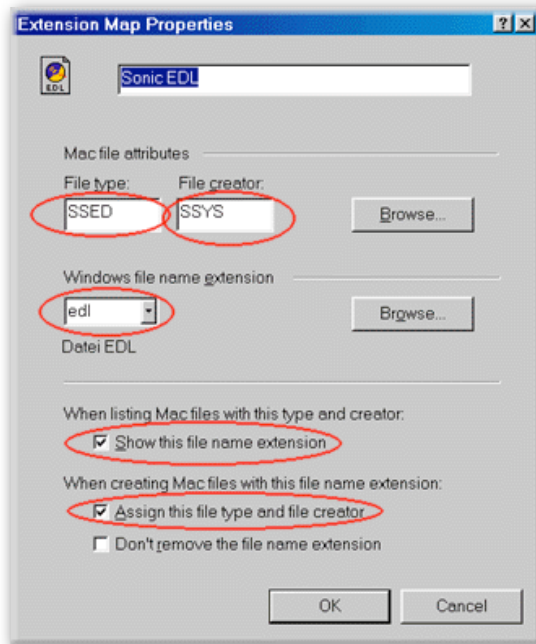 Extension Map Properties
EDL
Sonic EDL
Mac file attributes
File type: File creator:
SSED SSYS Browse...
Windows file name extension
edl Browse...
Datei EDL
When listing Mac files with this type and creator:
Show this file name extension
When creating Mac files with this file name extension:
Assign this file type and file creator
Don't remove the file name extension
OK Cancel